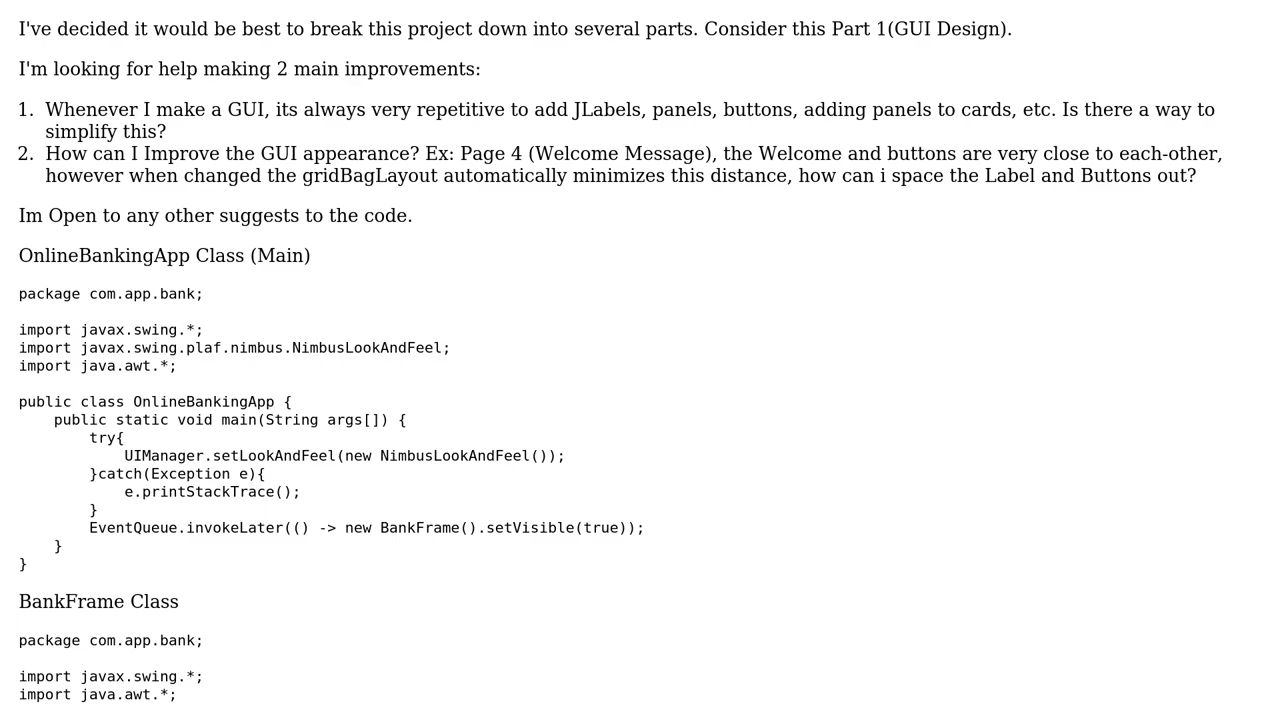 I've decided it would be best to break this project down into several parts. Consider this Part 1(GUI Design).
I'm looking for help making 2 main improvements:
1. Whenever I make a GUI, its always very repetitive to add JLabels, panels, buttons, adding panels to cards, etc. Is there a way to
simplify this?
2. How can I Improve the GUI appearance? Ex: Page 4 (Welcome Message), the Welcome and buttons are very close to each-other,
however when changed the gridBagLayout automatically minimizes this distance, how can i space the Label and Buttons out?
Im Open to any other suggests to the code.
OnlineBankingApp Class (Main)
package com.app.bank;
import javax.swing.*;
import javax.swing.plaf.nimbus.NimbusLookAndFeel;
import java.awt.*;
public class OnlineBankingApp {
    public static void main(String args[]) {
        try{
            UIManager.setLookAndFeel(new NimbusLookAndFeel());
        }catch(Exception e){
            e.printStackTrace();
        }
        EventQueue.invokeLater(() -> new BankFrame().setVisible(true));
    }
}
BankFrame Class
package com.app.bank;
import javax.swing.*;
import java.awt.*;